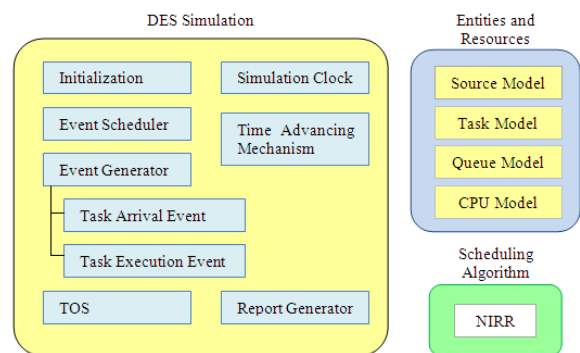 DES Simulation
Initialization
Simulation Clock
Event Scheduler
Time Advancing
Mechanism
Event Generator
Task Arrival Event
Task Execution Event
TOS
Report Generator
Entities and
Resources
Source Model
Task Model
Queue Model
CPU Model
Scheduling
Algorithm
NIRR